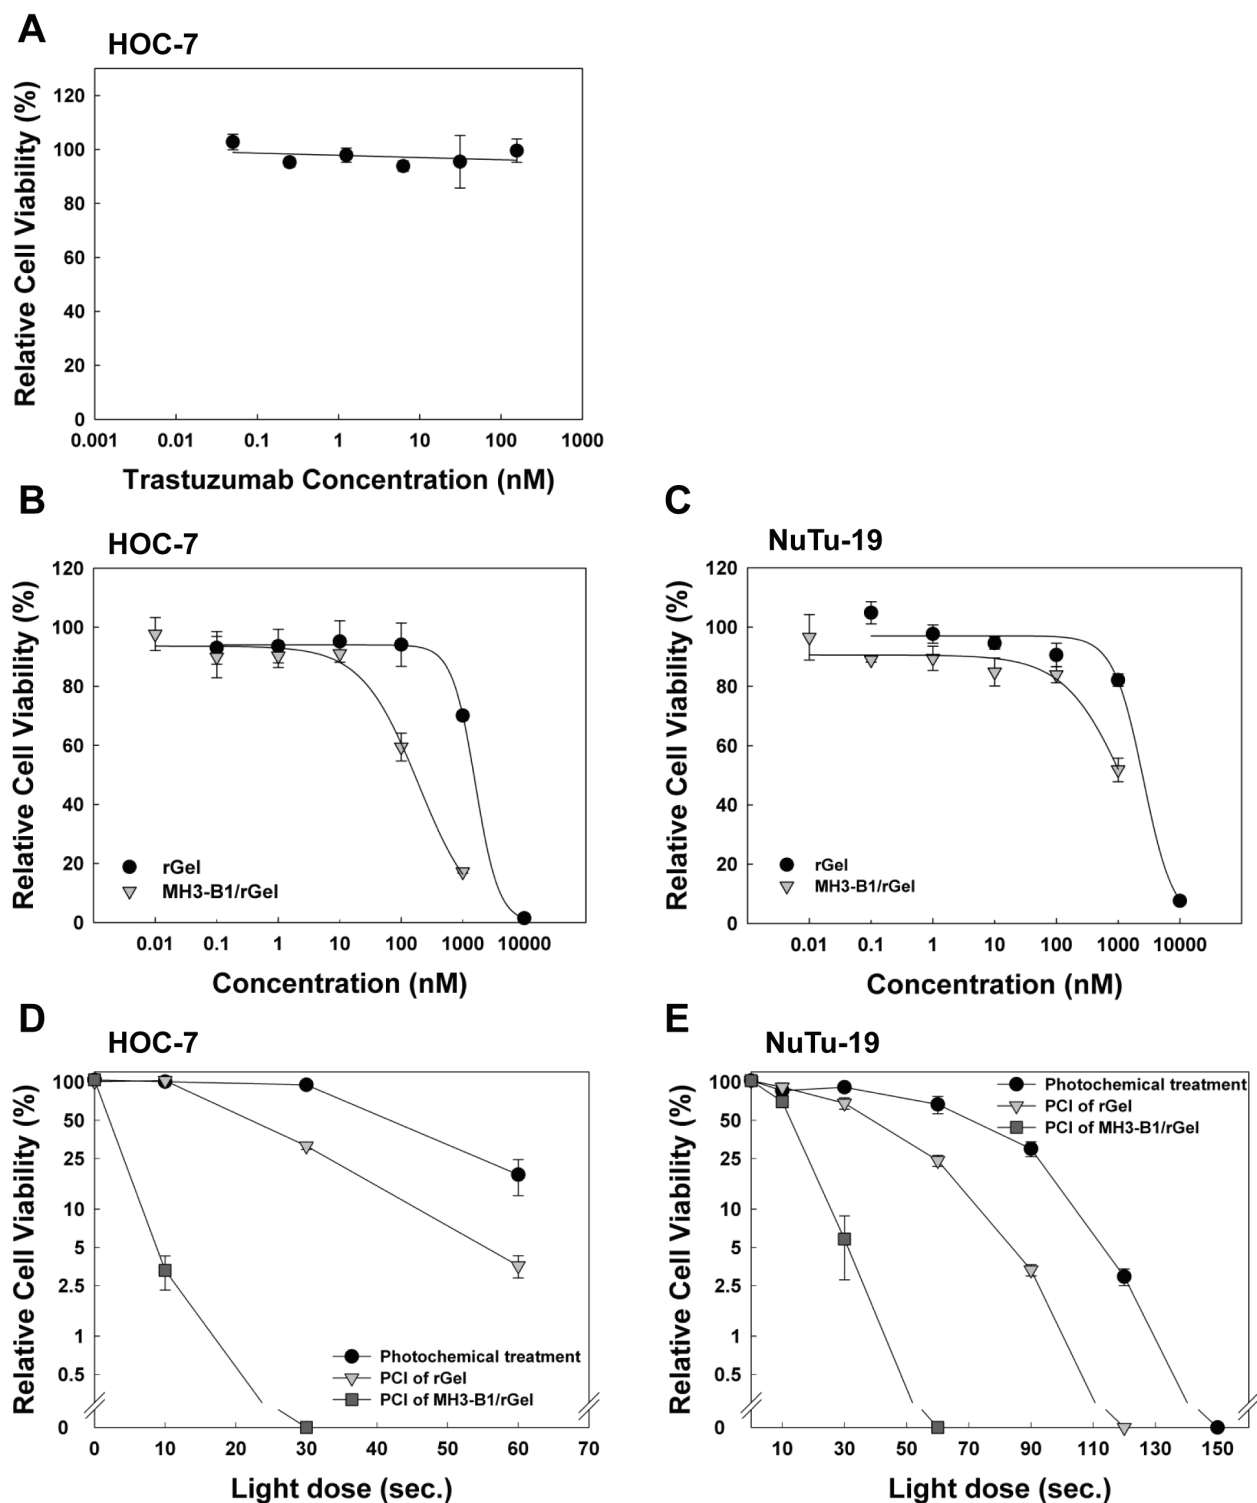 A
HOC-7
Relative Cell Viability (%)
120
100
80
60
40
20
0
0.001 0.01 0.1 1 10 100 1000
Trastuzumab Concentration (nM)
B
HOC-7
Relative Cell Viability (%)
120
100
80
60
40
20
0
rGel
MH3-B1/rGel
0.01 0.1 1 10 100 1000 10000
Concentration (nM)
C
NuTu-19
Relative Cell Viability (%)
120
100
80
60
40
20
0
rGel
MH3-B1/rGel
0.01 0.1 1 10 100 1000 10000
Concentration (nM)
D
HOC-7
Relative Cell Viability (%)
100
50
25
10
5
2.5
1
0.5
0
Photochemical treatment
PCI of rGel
PCI of MH3-B1/rGel
0 10 20 30 40 50 60 70
Light dose (sec.)
E
NuTu-19
Relative Cell Viability (%)
100
50
25
10
5
2.5
1
0.5
0
Photochemical treatment
PCI of rGel
PCI of MH3-B1/rGel
10 30 50 70 90 110 130 150
Light dose (sec.)